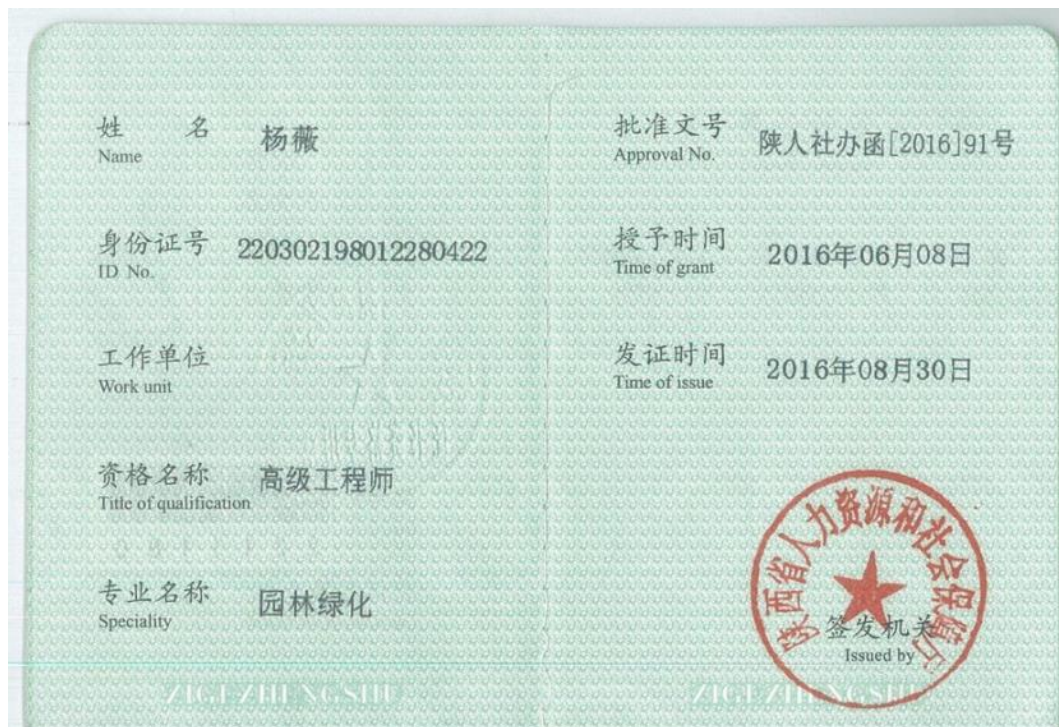 姓 名 杨薇
Name
身份证号 220302198012280422
ID No.
工作单位
Work unit
资格名称 高级工程师
Title of qualification
专业名称 园林绿化
Speciality
ZIGE ZHENGSHU
批准文号 陕人社办函[2016]91号
Approval No.
授予时间 2016年06月08日
Time of grant
发证时间 2016年08月30日
Time of issue
陕西省人力资源和社会保障厅
签发机关
Issued by
ZIGE ZHENGSHU